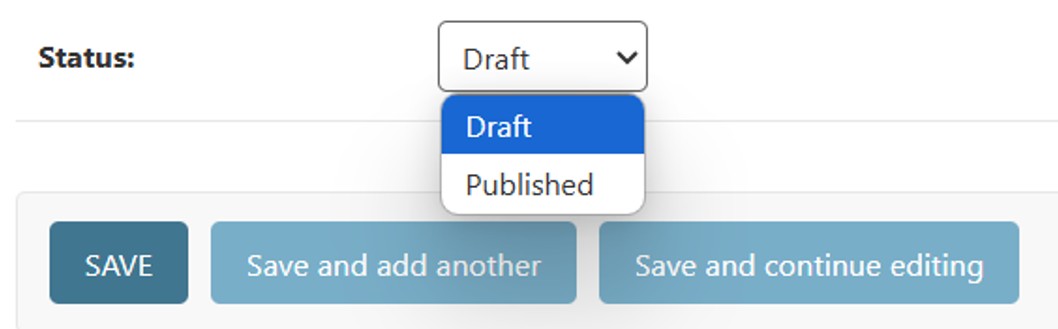 Status: Draft
Draft
Published
SAVE Save and add another Save and continue editing